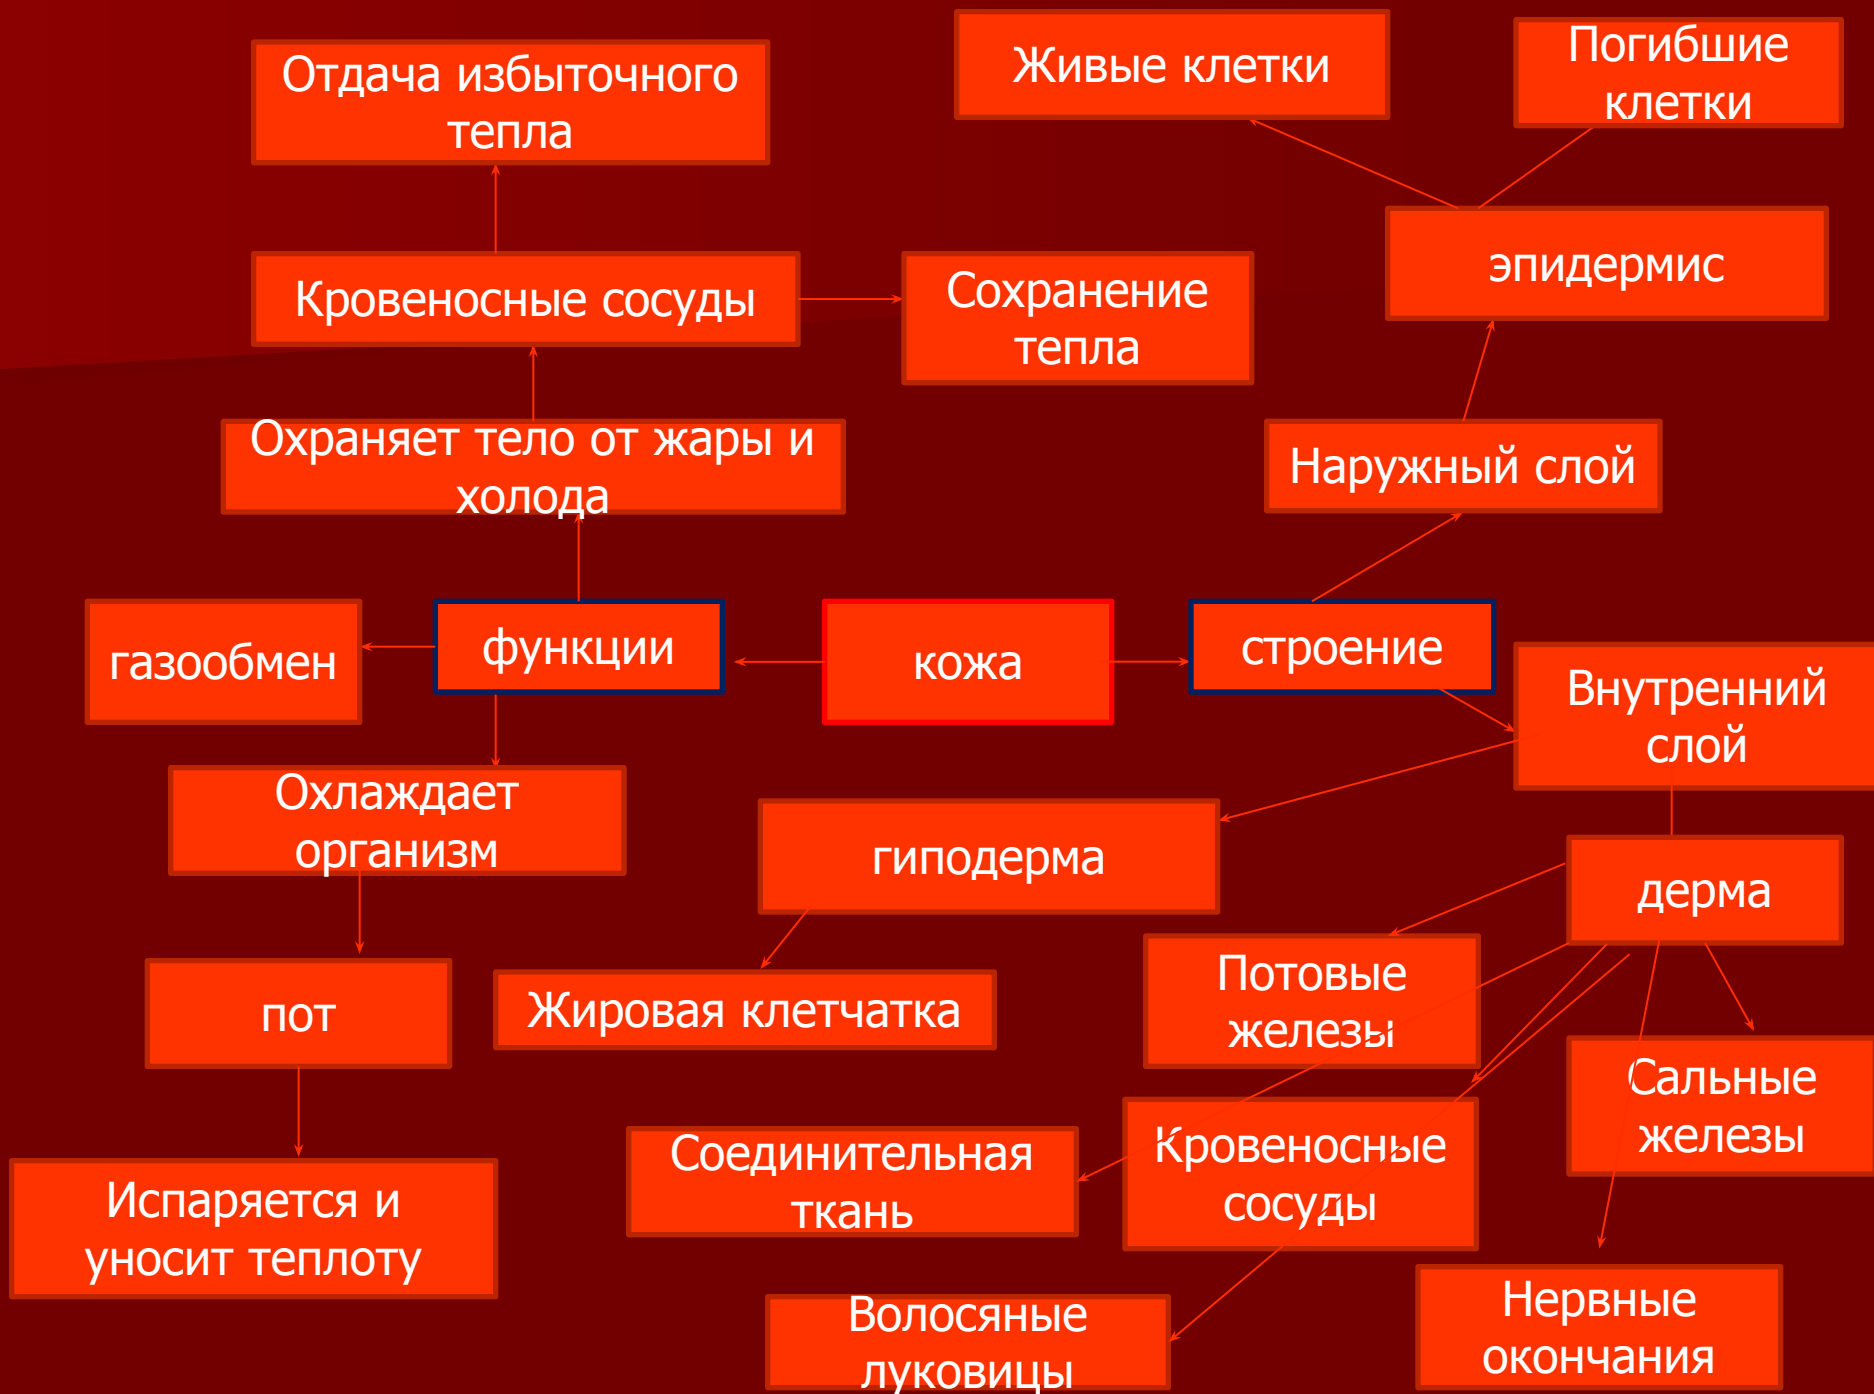 Отдача избыточного
тепла
Живые клетки
Погибшие
клетки
Кровеносные сосуды
Сохранение
тепла
эпидермис
Охраняет тело от жары и
холода
Наружный слой
газообмен
функции
кожа
строение
Внутренний
слой
Охлаждает
организм
гиподерма
дерма
пот
Жировая клетчатка
Потовые
железы
Сальные
железы
Испаряется и
уносит теплоту
Соединительная
ткань
Кровеносные
сосуды
Волосяные
луковицы
Нервные
окончания